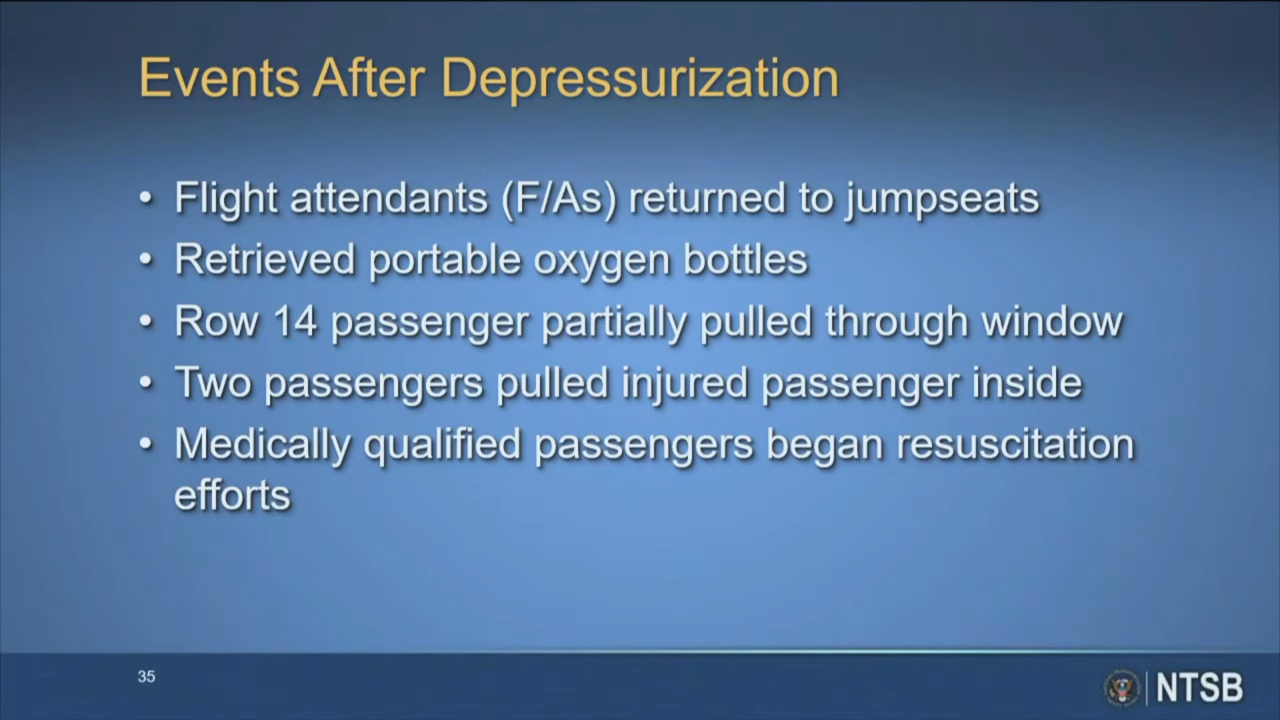 Events After Depressurization
• Flight attendants (F/As) returned to jumpseats
• Retrieved portable oxygen bottles
• Row 14 passenger partially pulled through window
• Two passengers pulled injured passenger inside
• Medically qualified passengers began resuscitation
efforts
35
NTSB